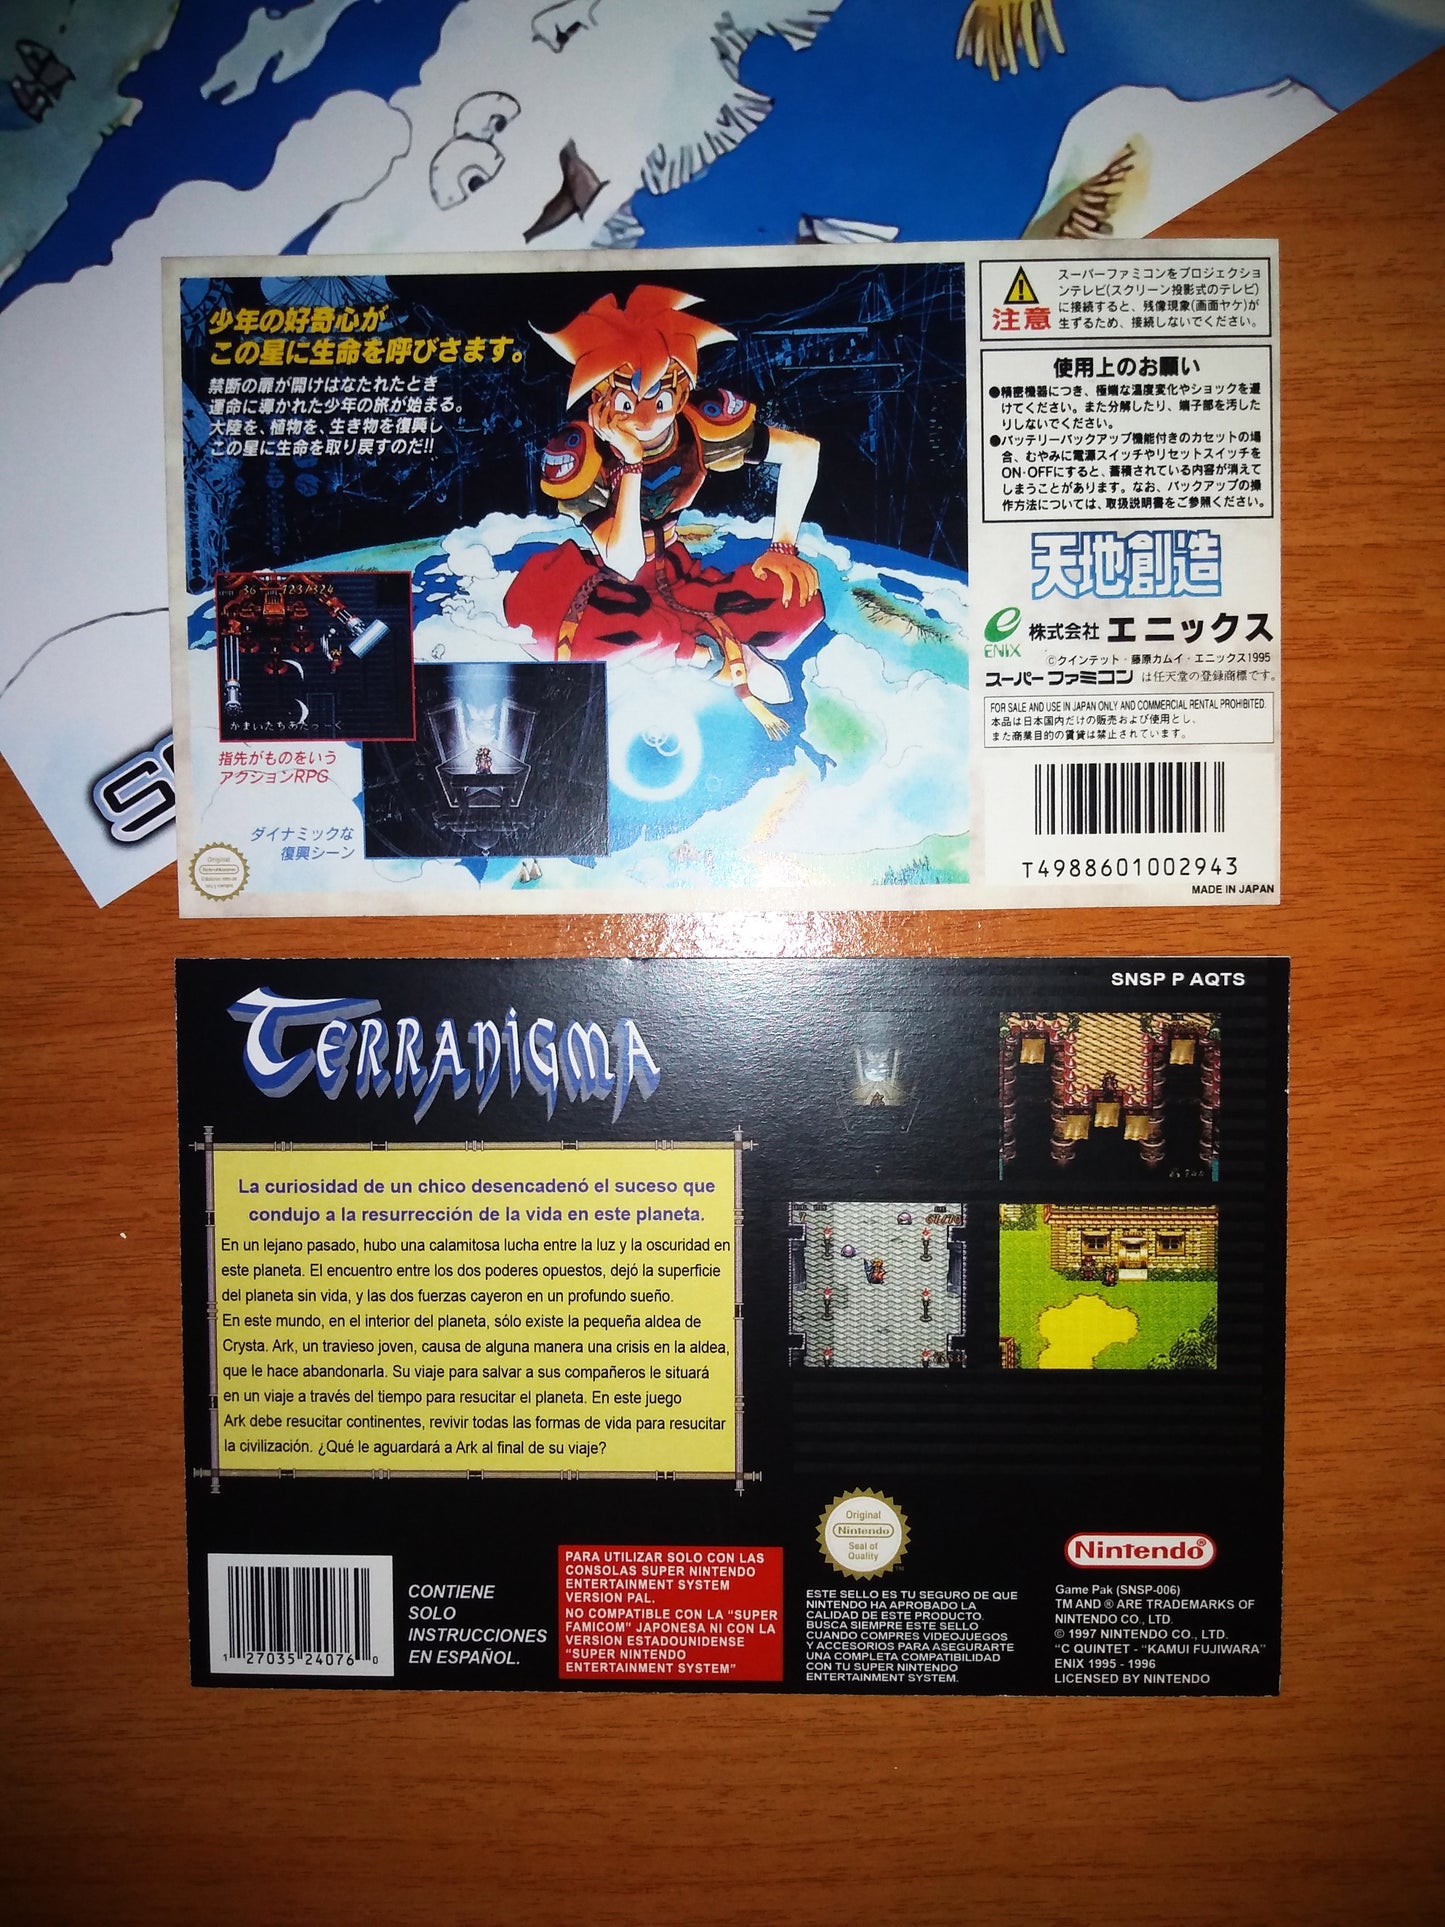 少年の好奇心が
この星に生命を呼びさます。
禁断の扉が開けはなたれたとき
運命に導かれた少年の旅が始まる。
大陸を、植物を、生き物を復興し
この星に生命を取り戻すのだ!!
36 123/324
かまいたちあたっーく
指先がものをいう
アクションRPG
ダイナミックな
復興シーン
Original
Nintendo
注意
スーパーファミコンをプロジェクショ
ンテレビ(スクリーン投影式のテレビ)
に接続すると、残像現象(画面ヤケ)が
生ずるため、接続しないでください。
使用上のお願い
●精密機器につき、極端な温度変化やショックを避
けてください。また分解したり、端子部を汚した
りしないでください。
●バッテリーバックアップ機能付きのカセットの場
合、むやみに電源スイッチやリセットスイッチを
ON·OFFにすると、蓄積されている内容が消えて
しまうことがあります。なお、バックアップの操
作方法については、取扱説明書をご参照ください。
天地創造
ENIX 株式会社 エニックス
©クインテット・藤原カムイ・エニックス1995
スーパーファミコン は任天堂の登録商標です。
FOR SALE AND USE IN JAPAN ONLY AND COMMERCIAL RENTAL PROHIBITED.
本品は日本国内だけの販売および使用とし、
また商業目的の賃貸は禁止されています。
T4988601002943
MADE IN JAPAN
SNSP P AQTS
TERRANIGMA
La curiosidad de un chico desencadenó el suceso que
condujo a la resurrección de la vida en este planeta.
En un lejano pasado, hubo una calamitosa lucha entre la luz y la oscuridad en
este planeta. El encuentro entre los dos poderes opuestos, dejó la superficie
del planeta sin vida, y las dos fuerzas cayeron en un profundo sueño.
En este mundo, en el interior del planeta, sólo existe la pequeña aldea de
Crysta. Ark, un travieso joven, causa de alguna manera una crisis en la aldea,
que le hace abandonarla. Su viaje para salvar a sus compañeros le situará
en un viaje a través del tiempo para resucitar el planeta. En este juego
Ark debe resucitar continentes, revivir todas las formas de vida para resucitar
la civilización. ¿Qué le aguardará a Ark al final de su viaje?
1 27035 24076 0
CONTIENE
SOLO
INSTRUCCIONES
EN ESPAÑOL.
PARA UTILIZAR SOLO CON LAS
CONSOLAS SUPER NINTENDO
ENTERTAINMENT SYSTEM
VERSION PAL.
NO COMPATIBLE CON LA “SUPER
FAMICOM” JAPONESA NI CON LA
VERSION ESTADOUNIDENSE
“SUPER NINTENDO
ENTERTAINMENT SYSTEM”
Original
Nintendo
Seal of
Quality
TM
ESTE SELLO ES TU SEGURO DE QUE
NINTENDO HA APROBADO LA
CALIDAD DE ESTE PRODUCTO.
BUSCA SIEMPRE ESTE SELLO
CUANDO COMPRES VIDEOJUEGOS
Y ACCESORIOS PARA ASEGURARTE
UNA COMPLETA COMPATIBILIDAD
CON TU SUPER NINTENDO
ENTERTAINMENT SYSTEM.
Nintendo®
Game Pak (SNSP-006)
TM AND ® ARE TRADEMARKS OF
NINTENDO CO., LTD.
© 1997 NINTENDO CO., LTD.
“C QUINTET - “KAMUI FUJIWARA”
ENIX 1995 - 1996
LICENSED BY NINTENDO